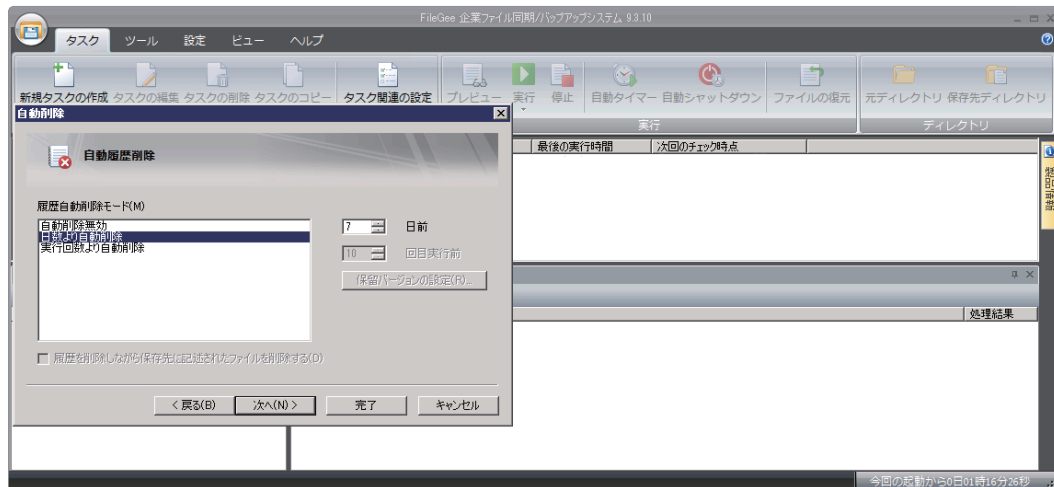 FileGee 企業ファイル同期/バップアップシステム 9.8.10
タスク ツール 設定 ビュー ヘルプ
新規タスクの作成 タスクの編集 タスクの削除 タスクのコピー タスク関連の設定 プレビュー 実行 停止 自動タイマー 自動シャットダウン ファイルの復元 元ディレクトリ 保存先ディレクトリ
実行 ディレクトリ
自動削除
自動履歴削除
最後の実行時間 次回のチェック時点
製品情報
履歴自動削除モード(M)
自動削除無効
日数より自動削除
実行回数より自動削除
7 日前
10 回目実行前
保留バージョンの設定(R)...
処理結果
履歴を削除しながら保存先に記述されたファイルを削除する(D)
< 戻る(B) 次へ(N) > 完了 キャンセル
今回の起動から0日01時16分26秒